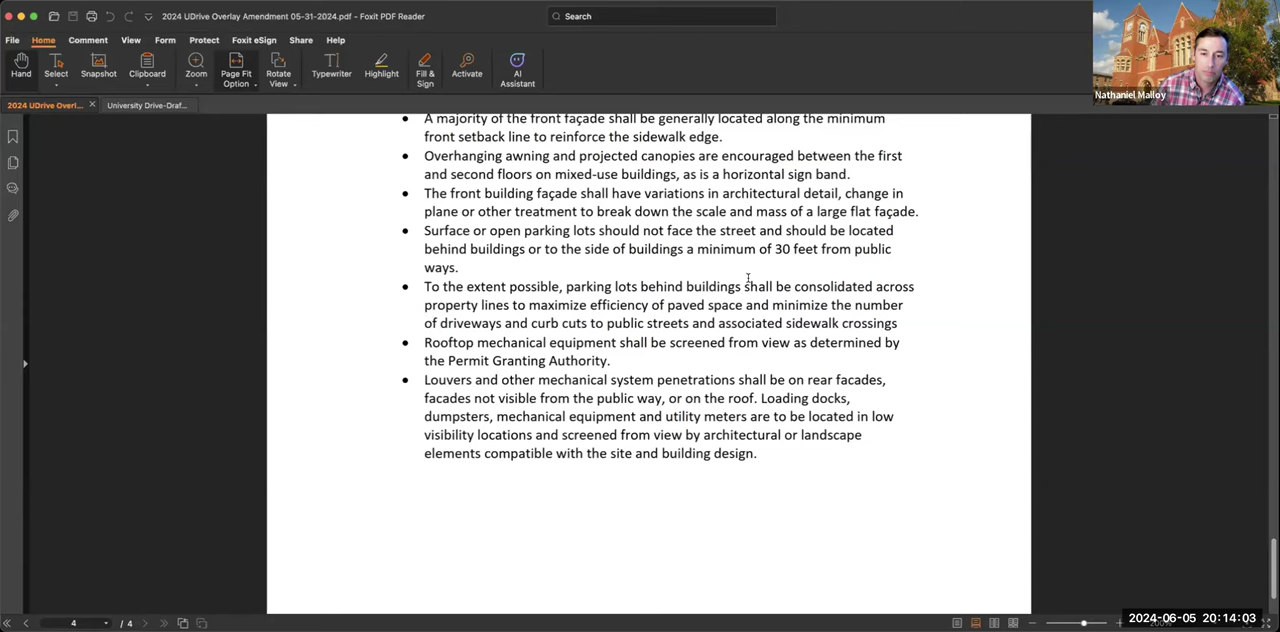 2024 UDrive Overlay Amendment 05-31-2024.pdf - Foxit PDF Reader
Search
File Home Comment View Form Protect Foxit eSign Share Help
Hand Select Snapshot Clipboard Zoom Page Fit Option Rotate View Typewriter Highlight Fill & Sign Activate AI Assistant
Nathaniel Malloy
2024 UDrive Overl... University Drive-Draf...
• A majority of the front façade shall be generally located along the minimum
front setback line to reinforce the sidewalk edge.
• Overhanging awning and projected canopies are encouraged between the first
and second floors on mixed-use buildings, as is a horizontal sign band.
• The front building façade shall have variations in architectural detail, change in
plane or other treatment to break down the scale and mass of a large flat façade.
• Surface or open parking lots should not face the street and should be located
behind buildings or to the side of buildings a minimum of 30 feet from public
ways.
• To the extent possible, parking lots behind buildings shall be consolidated across
property lines to maximize efficiency of paved space and minimize the number
of driveways and curb cuts to public streets and associated sidewalk crossings
• Rooftop mechanical equipment shall be screened from view as determined by
the Permit Granting Authority.
• Louvers and other mechanical system penetrations shall be on rear facades,
facades not visible from the public way, or on the roof. Loading docks,
dumpsters, mechanical equipment and utility meters are to be located in low
visibility locations and screened from view by architectural or landscape
elements compatible with the site and building design.
4 / 4
2024-06-05 20:14:03